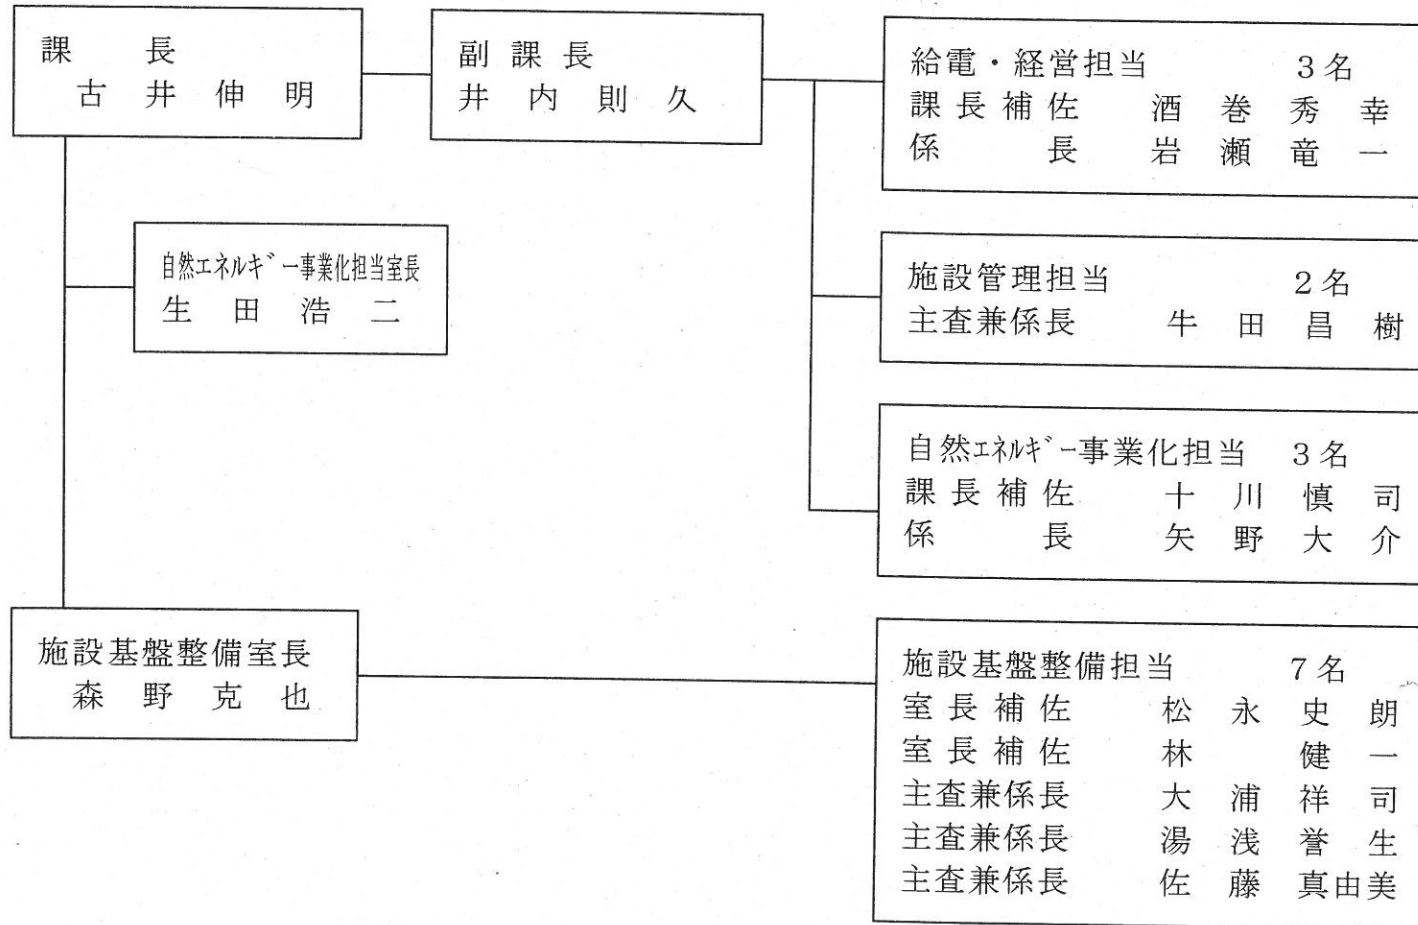 課長
古井伸明
副課長
井内則久
給電・経営担当 3名
課長補佐 酒巻秀幸
係長 岩瀬竜一
自然エネルギー事業化担当室長
生田浩二
施設管理担当 2名
主査兼係長 牛田昌樹
自然エネルギー事業化担当 3名
課長補佐 十川慎司
係長 矢野大介
施設基盤整備室長
森野克也
施設基盤整備担当 7名
室長補佐 松永史朗
室長補佐 林健一
主査兼係長 大浦祥司
主査兼係長 湯浅誉生
主査兼係長 佐藤真由美